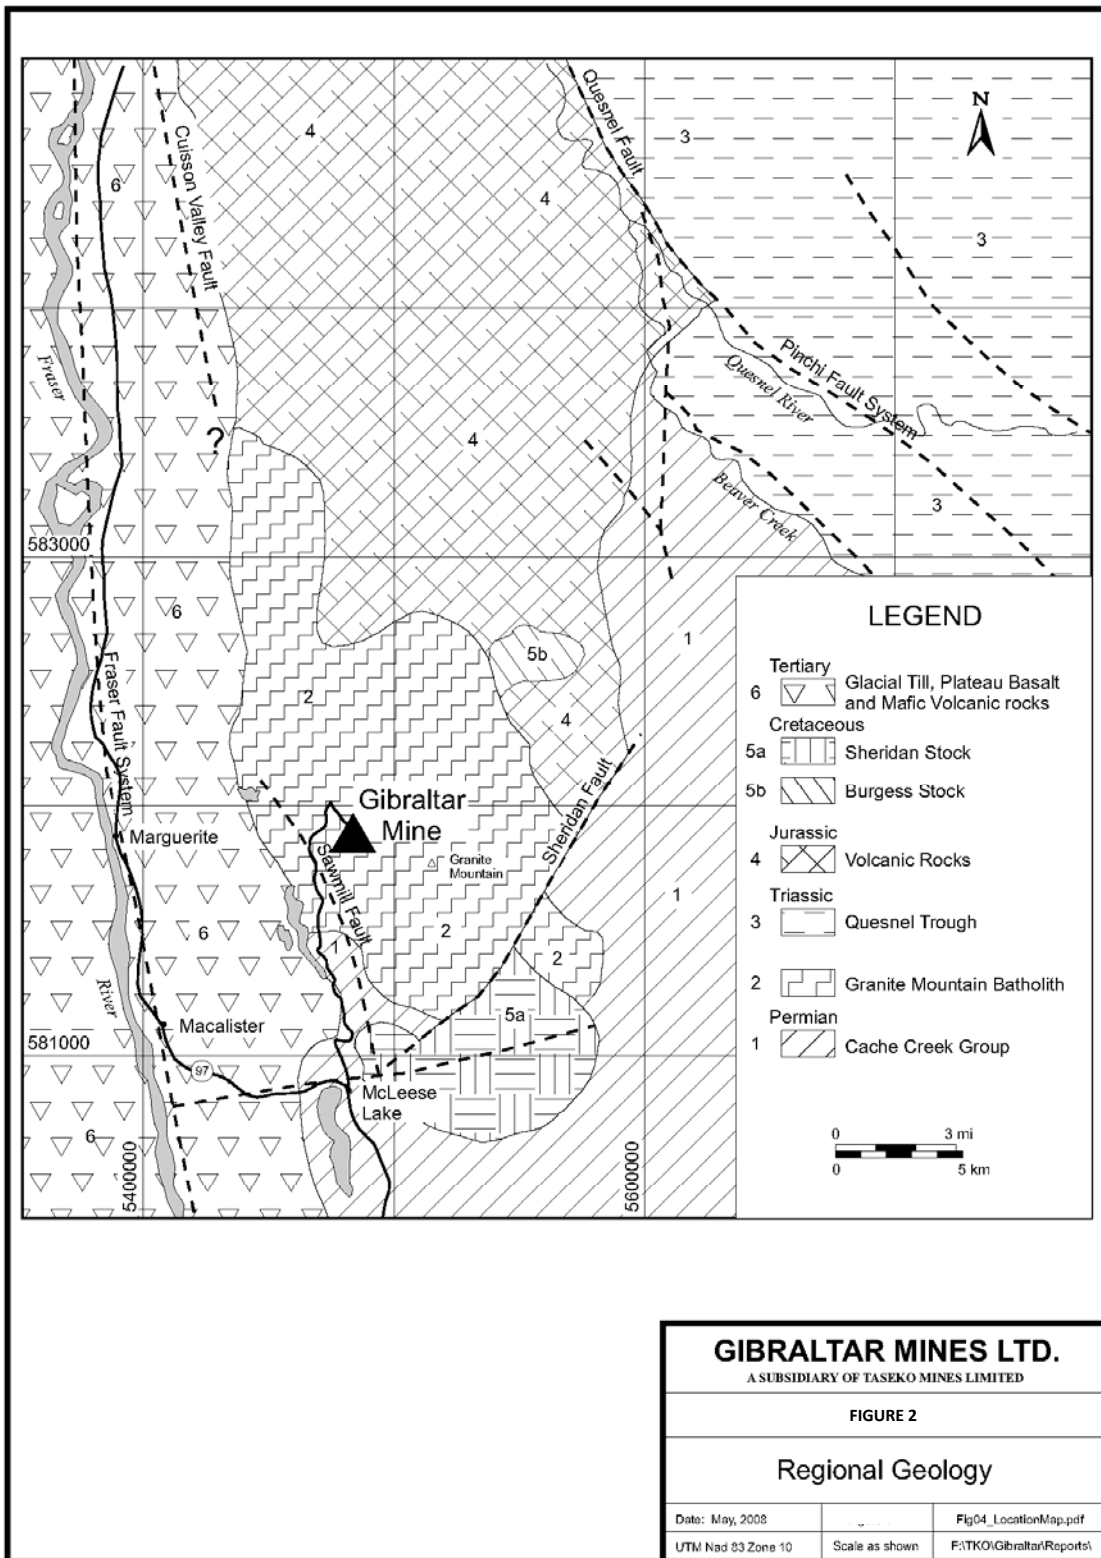 N
Quesnel Fault
3
4
4
6
Cuisson Valley Fault
3
Fraser
Pinchi Fault System
Quesnel River
?
4
Beaver Creek
3
583000
6
1
5b
2
4
Fraser Fault System
Sheridan Fault
Gibraltar
Mine
Marguerite
Granite
Mountain
Sawmill Fault
1
6
2
2
River
5a
Macalister
581000
97
McLeese
Lake
6
5400000
5600000
LEGEND
Tertiary
6 Glacial Till, Plateau Basalt
and Mafic Volcanic rocks
Cretaceous
5a Sheridan Stock
5b Burgess Stock
Jurassic
4 Volcanic Rocks
Triassic
3 Quesnel Trough
2 Granite Mountain Batholith
Permian
1 Cache Creek Group
0 3 mi
0 5 km
GIBRALTAR MINES LTD.
A SUBSIDIARY OF TASEKO MINES LIMITED
FIGURE 2
Regional Geology
Date: May, 2008 Fig04_LocationMap.pdf
UTM Nad 83 Zone 10 Scale as shown F:\TKO\Gibraltar\Reports\